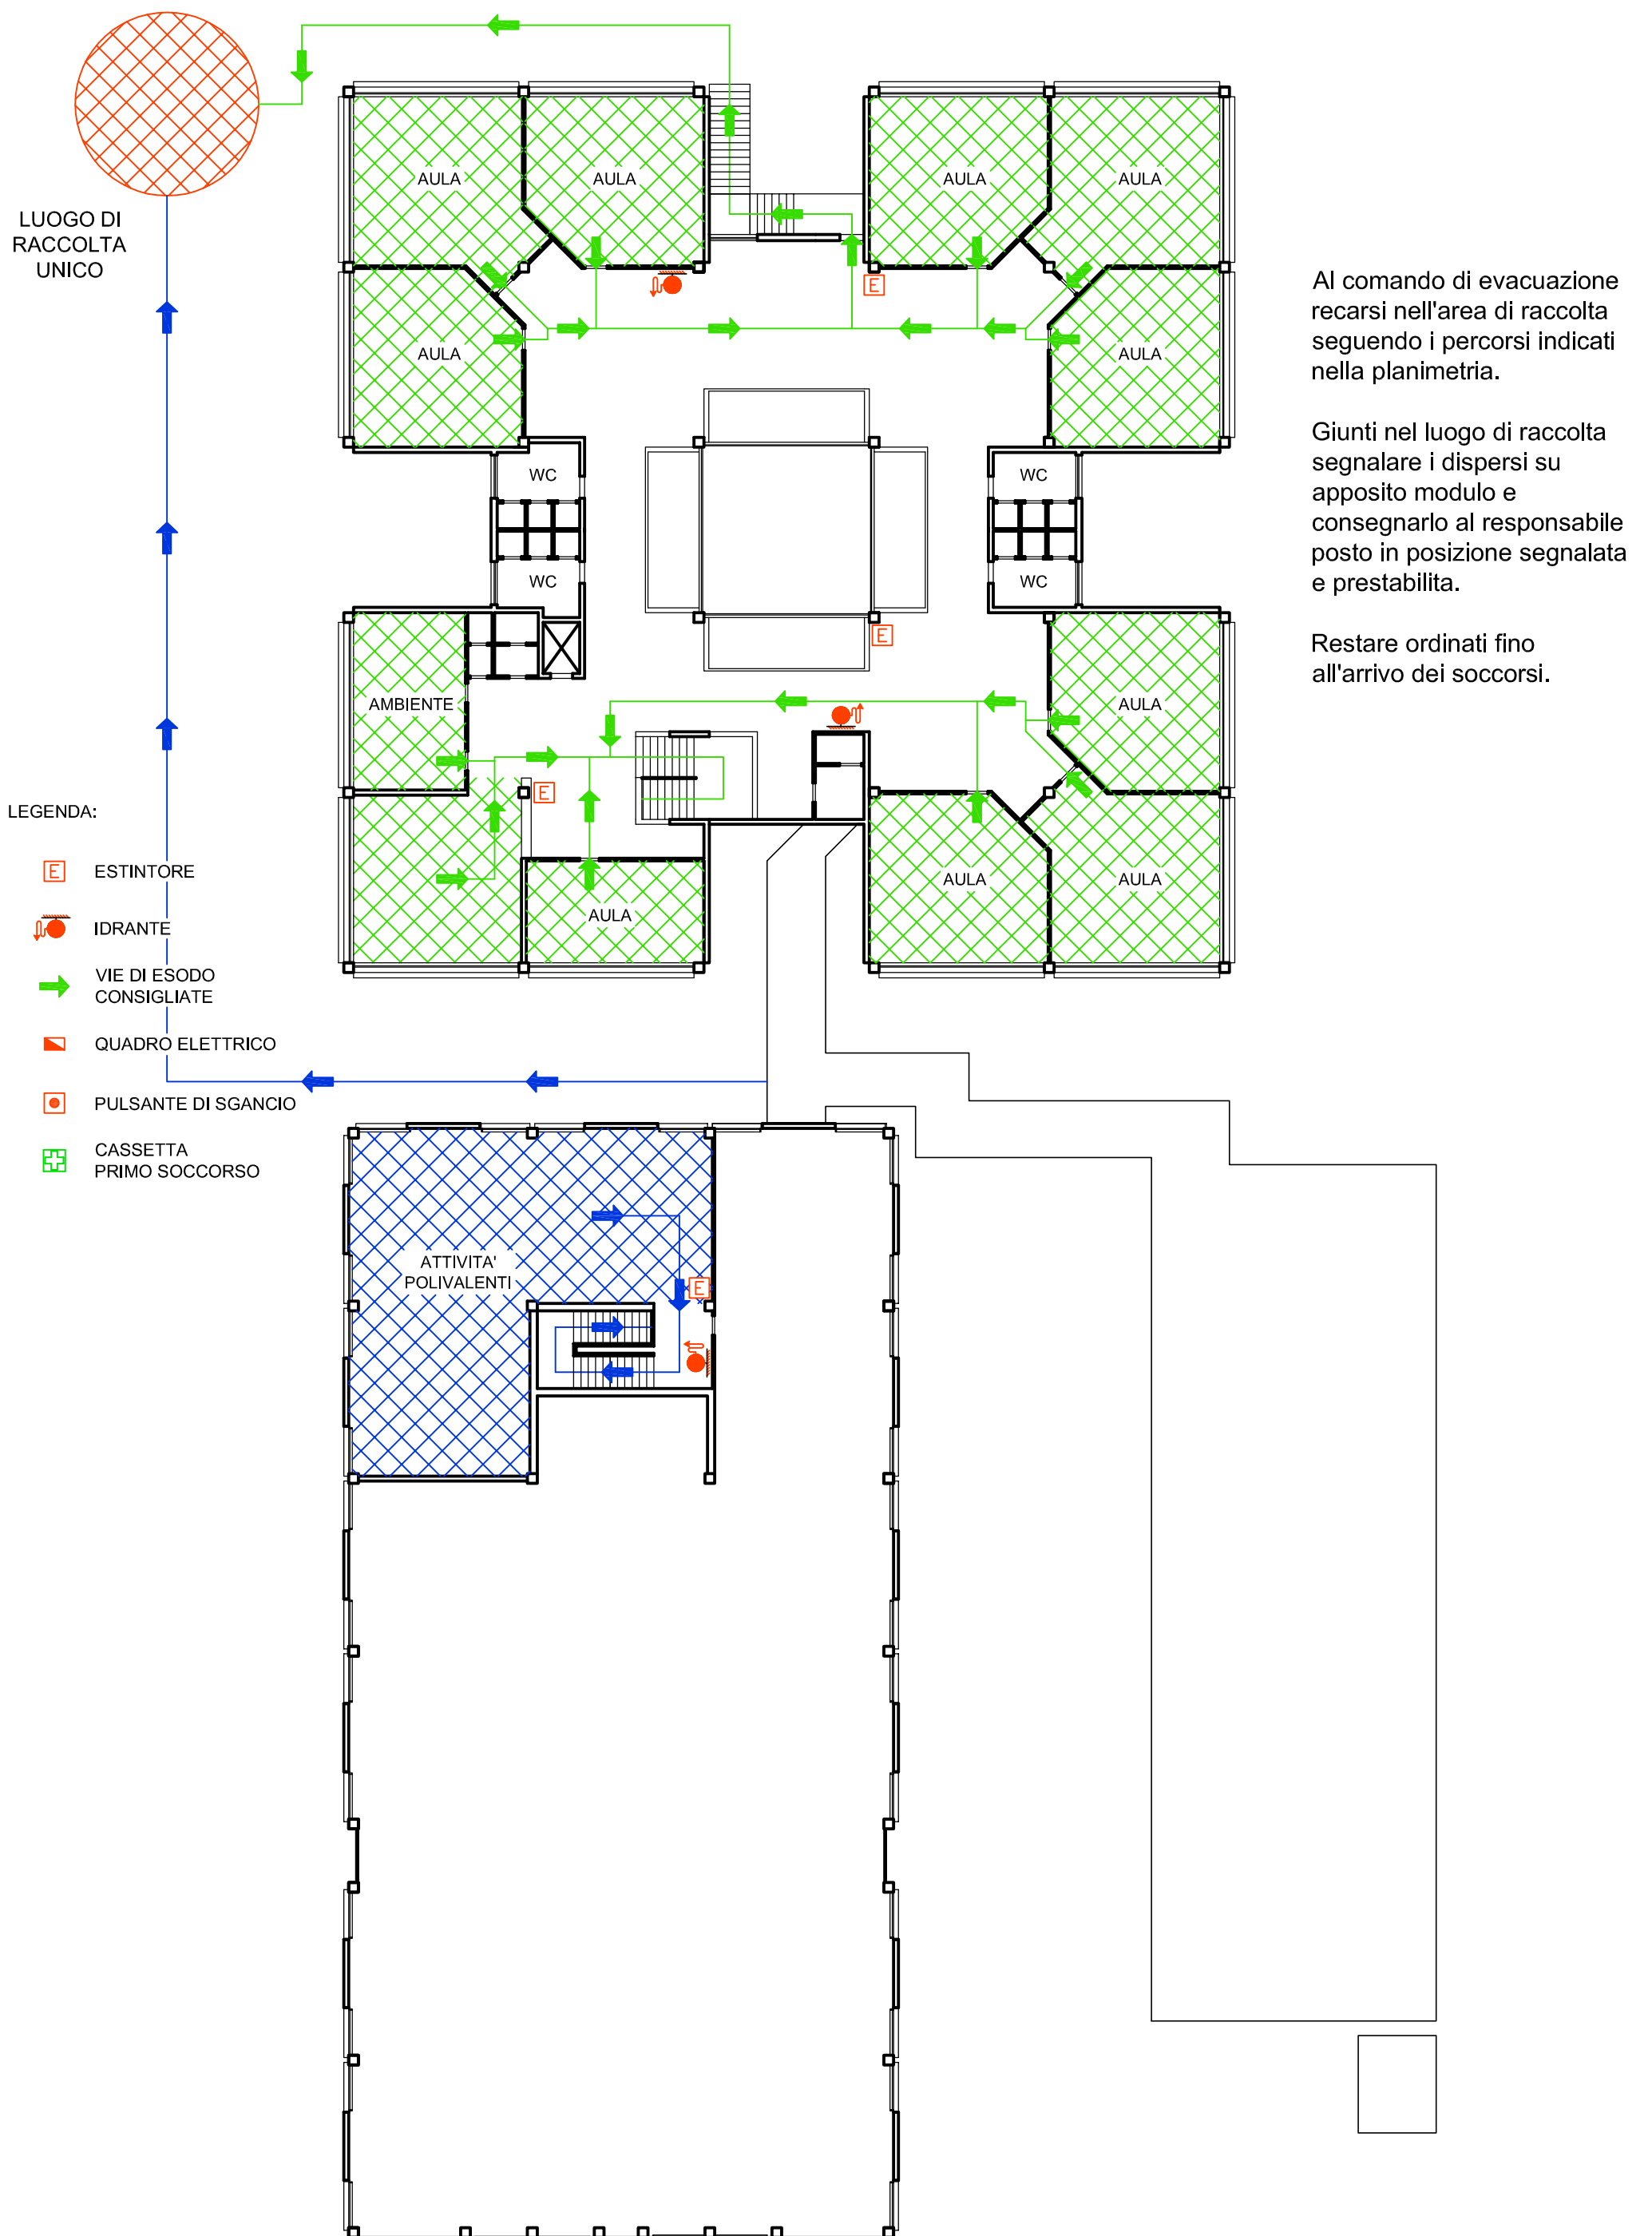 LUOGO DI
RACCOLTA
UNICO
AULA
AULA
AULA
AULA
AULA
AULA
E
Al comando di evacuazione
recarsi nell'area di raccolta
seguendo i percorsi indicati
nella planimetria.
Giunti nel luogo di raccolta
segnalare i dispersi su
apposito modulo e
consegnarlo al responsabile
posto in posizione segnalata
e prestabilita.
Restare ordinati fino
all'arrivo dei soccorsi.
WC
WC
WC
WC
E
AMBIENTE
AULA
E
AULA
AULA
AULA
LEGENDA:
E ESTINTORE
IDRANTE
VIE DI ESODO
CONSIGLIATE
QUADRO ELETTRICO
PULSANTE DI SGANCIO
CASSETTA
PRIMO SOCCORSO
ATTIVITA'
POLIVALENTI
E